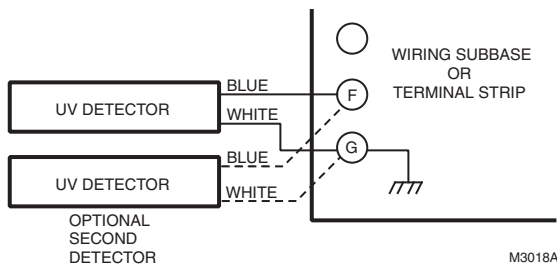 WIRING SUBBASE
OR
TERMINAL STRIP
BLUE
F
UV DETECTOR
WHITE
G
BLUE
UV DETECTOR
WHITE
OPTIONAL
SECOND
DETECTOR
M3018A